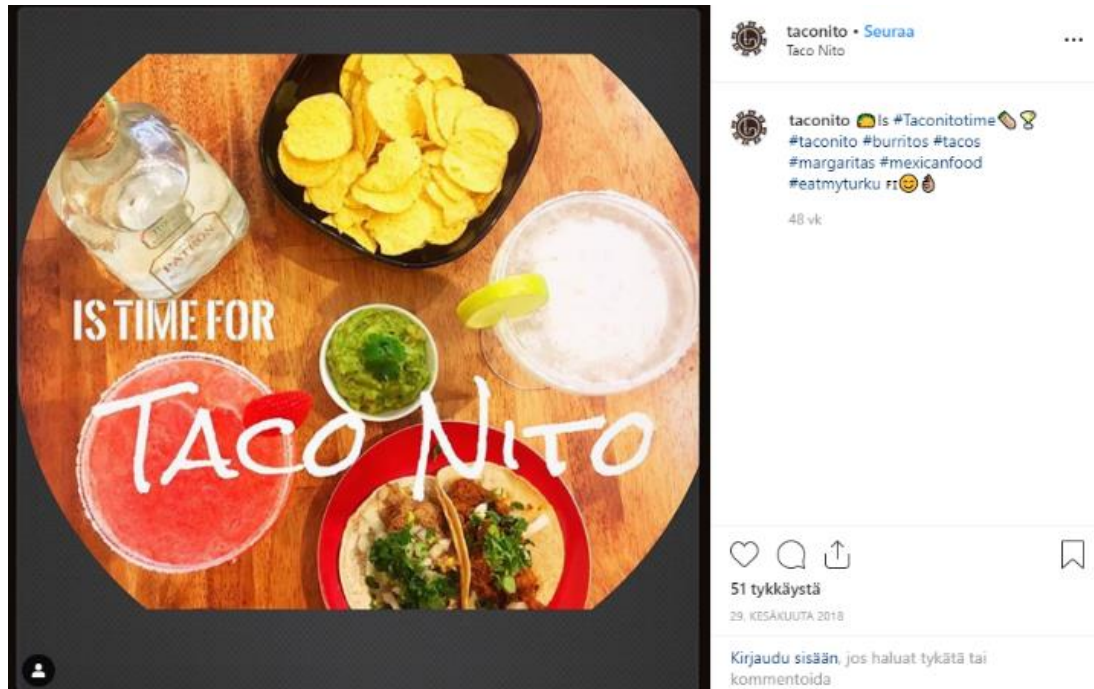 PATRÓN
IS TIME FOR
TACO NITO
taconito • Seuraa
Taco Nito
taconito 🌮Is #Taconitotime🌯🏆
#taconito #burritos #tacos
#margaritas #mexicanfood
#eatmyturku FI😊👌🏾
48 vk
51 tykkäystä
29. KESÄKUUTA 2018
Kirjaudu sisään, jos haluat tykätä tai
kommentoida